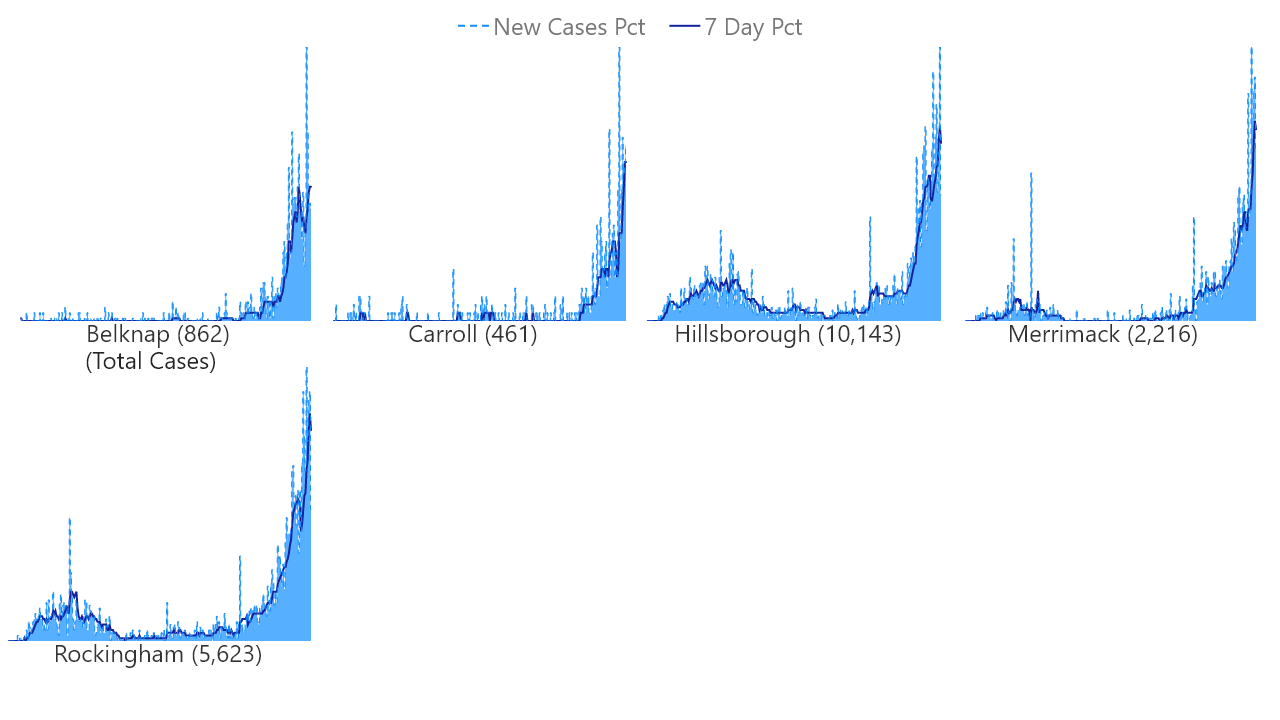 New Cases Pct 7 Day Pct
Belknap (862)
(Total Cases)
Carroll (461)
Hillsborough (10,143)
Merrimack (2,216)
Rockingham (5,623)